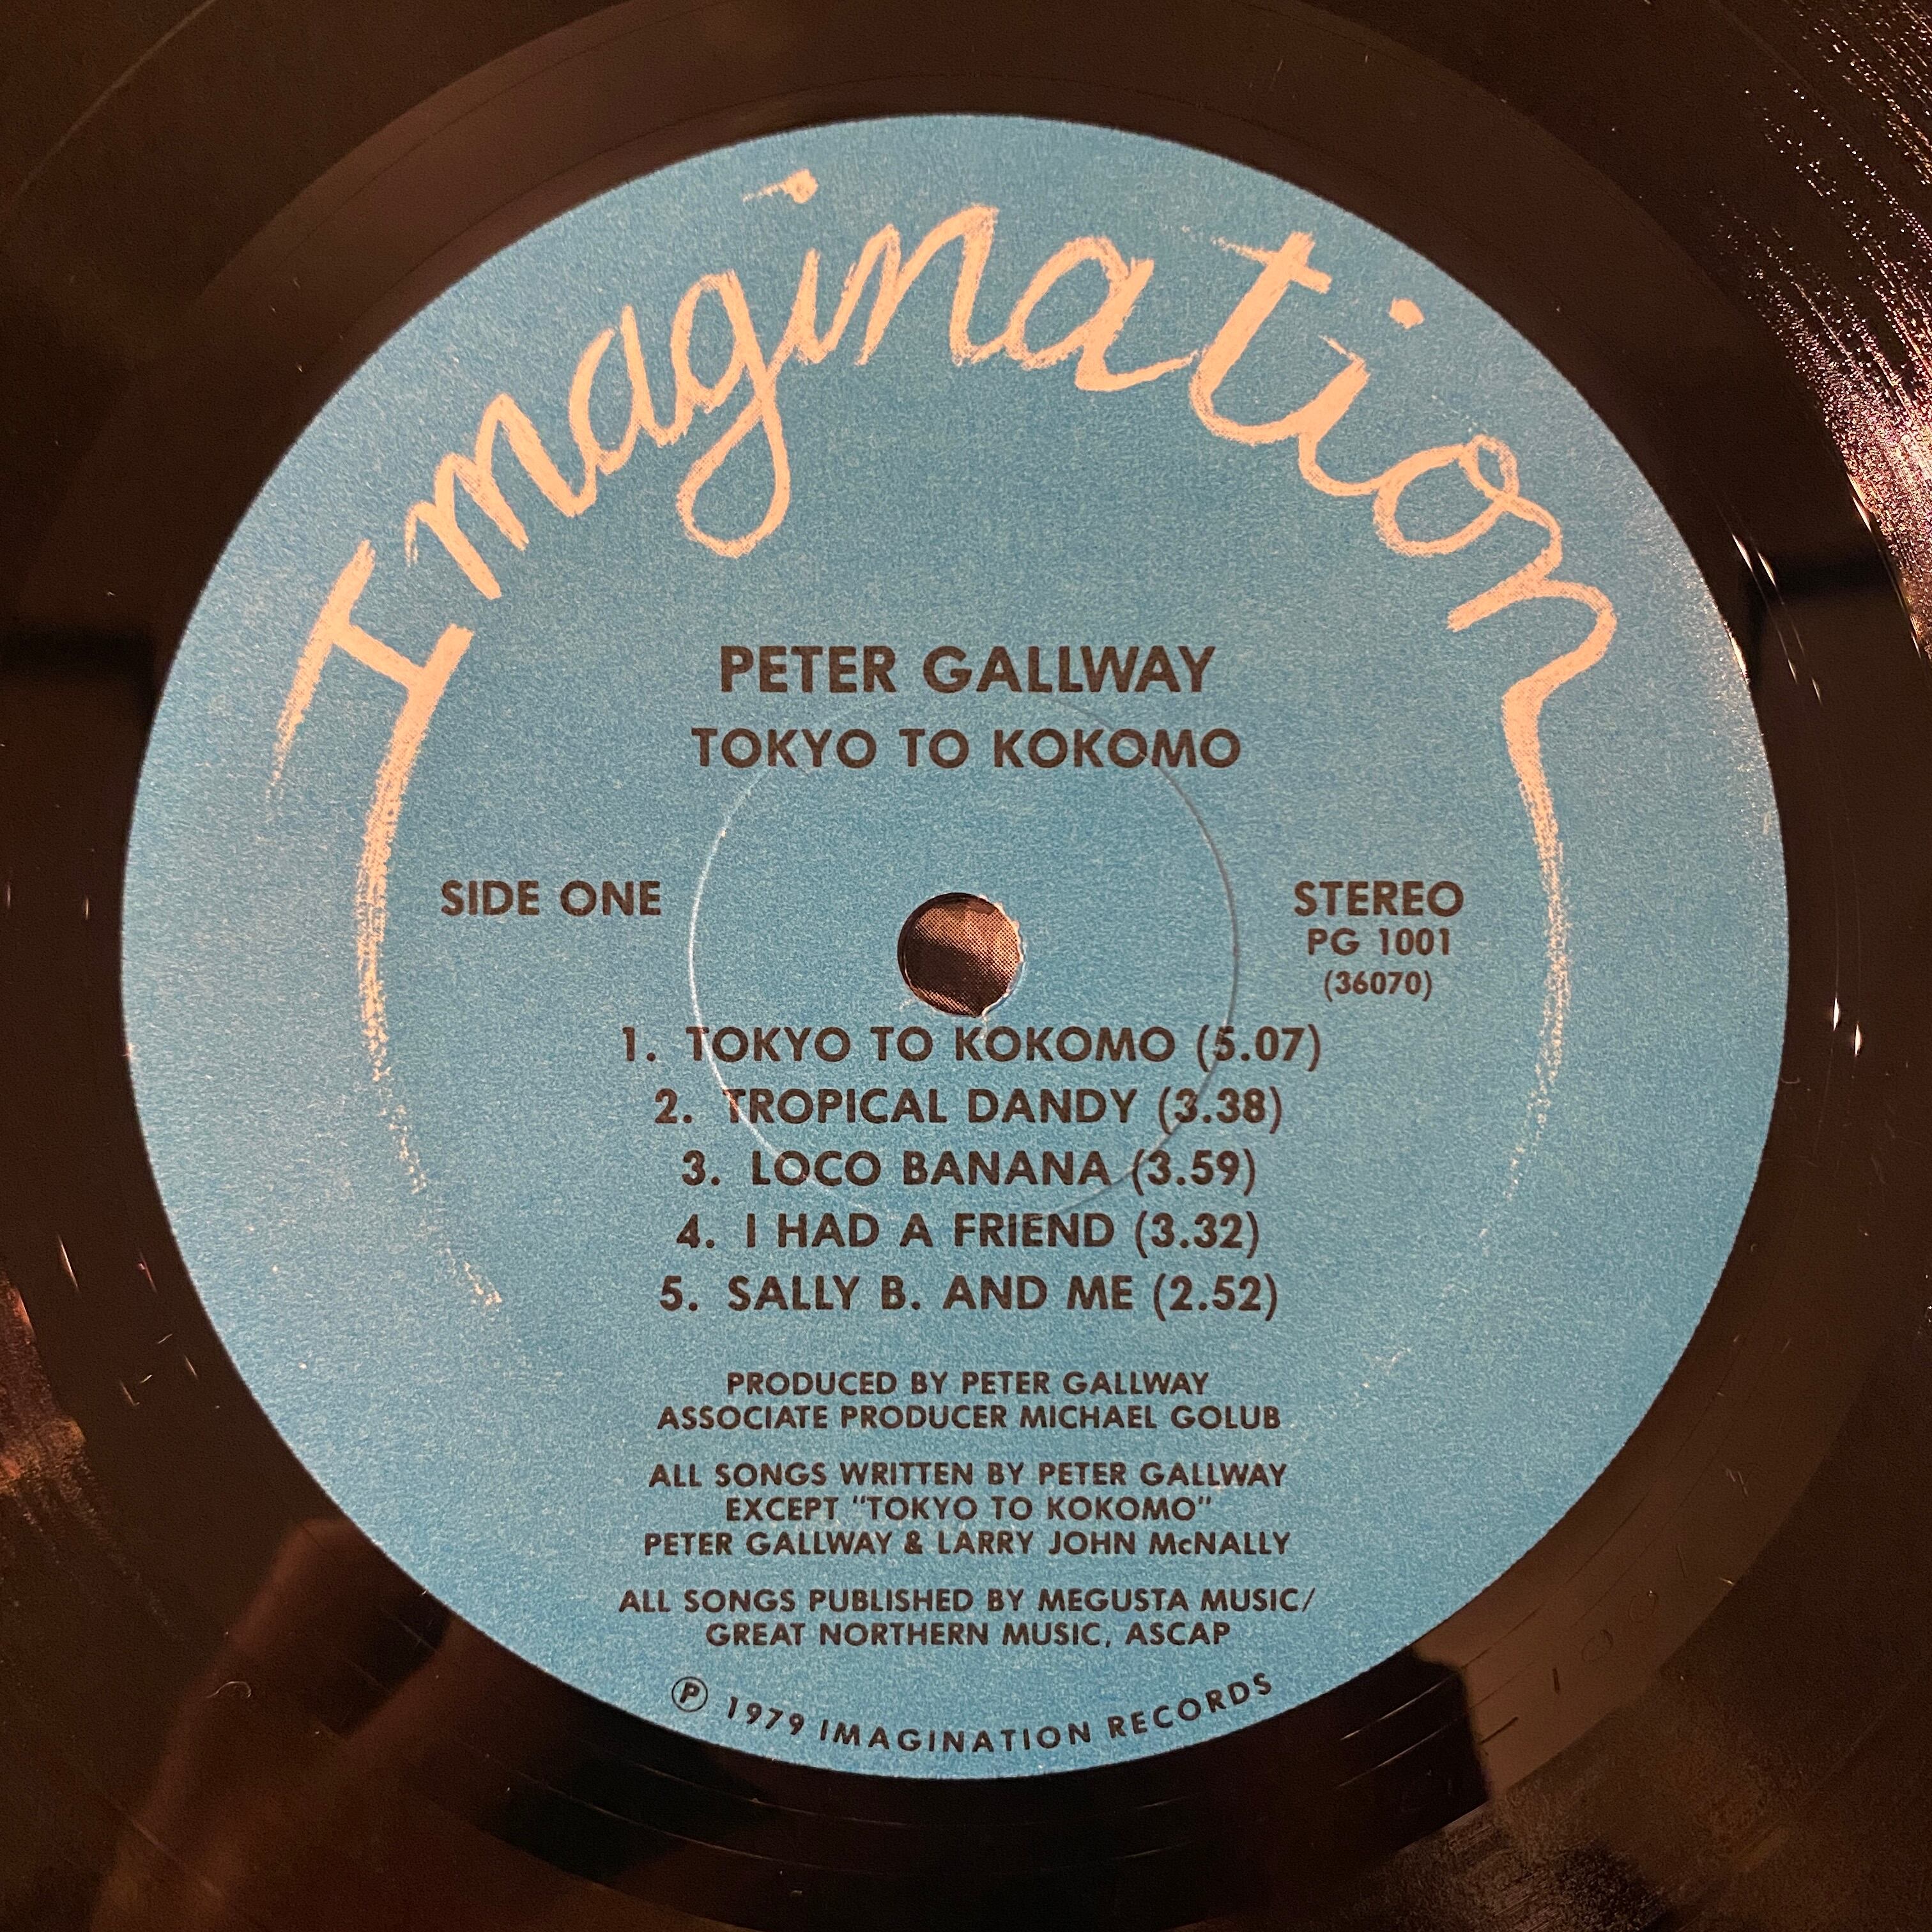 Imagination
PETER GALLWAY
TOKYO TO KOKOMO
SIDE ONE
STEREO
PG 1001
(36070)
1. TOKYO TO KOKOMO (5.07)
2. TROPICAL DANDY (3.38)
3. LOCO BANANA (3.59)
4. I HAD A FRIEND (3.32)
5. SALLY B. AND ME (2.52)
PRODUCED BY PETER GALLWAY
ASSOCIATE PRODUCER MICHAEL GOLUB
ALL SONGS WRITTEN BY PETER GALLWAY
EXCEPT "TOKYO TO KOKOMO"
PETER GALLWAY & LARRY JOHN McNALLY
ALL SONGS PUBLISHED BY MEGUSTA MUSIC/
GREAT NORTHERN MUSIC, ASCAP
℗ 1979 IMAGINATION RECORDS